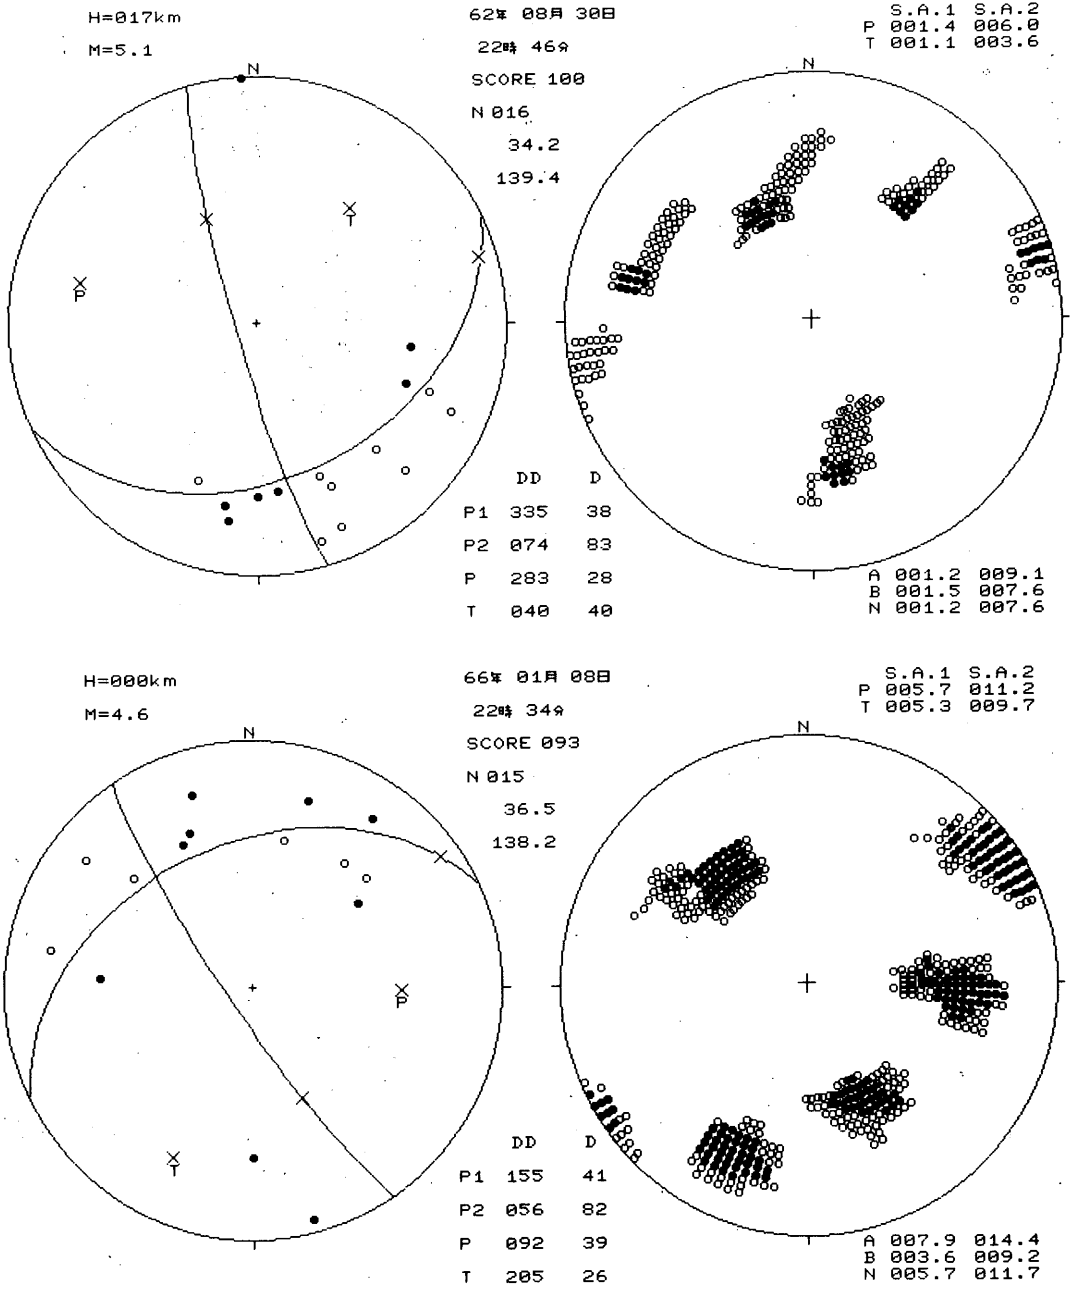 H=017km
M=5.1
62年 08月 30日
22時 46分
SCORE 100
N 016
34.2
139.4
S.A.1 S.A.2
P 001.4 006.0
T 001.1 003.6
N
T
P
N
DD D
P1 335 38
P2 074 83
P 283 28
T 040 40
A 001.2 009.1
B 001.5 007.6
N 001.2 007.6
H=000km
M=4.6
66年 01月 08日
22時 34分
SCORE 093
N 015
36.5
138.2
S.A.1 S.A.2
P 005.7 011.2
T 005.3 009.7
N
P
T
N
DD D
P1 155 41
P2 056 82
P 092 39
T 205 26
A 007.9 014.4
B 003.6 009.2
N 005.7 011.7